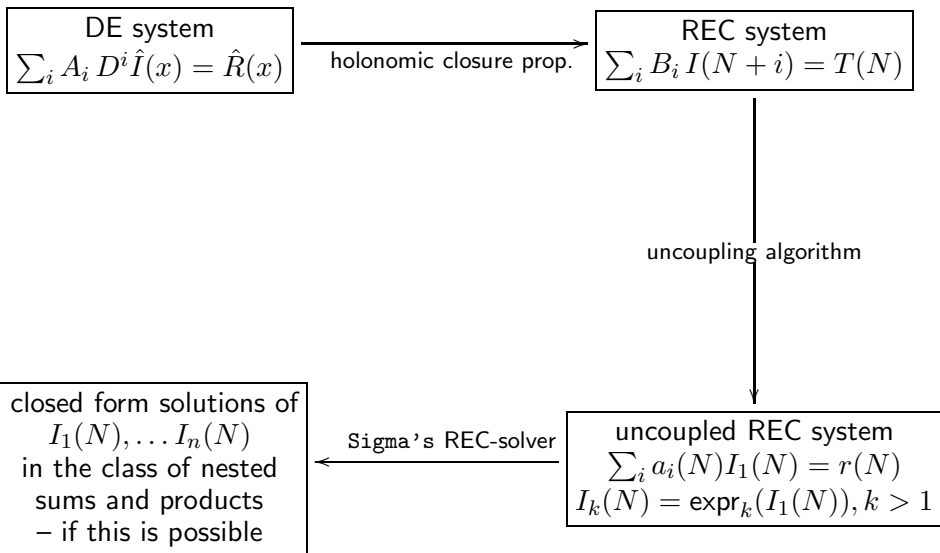 DE system
∑_i A_i D^i Î(x) = R̂(x)
holonomic closure prop.
REC system
∑_i B_i I(N + i) = T(N)
uncoupling algorithm
uncoupled REC system
∑_i a_i(N)I_1(N) = r(N)
I_k(N) = expr_k(I_1(N)), k > 1
Sigma's REC-solver
closed form solutions of
I_1(N), … I_n(N)
in the class of nested
sums and products
– if this is possible